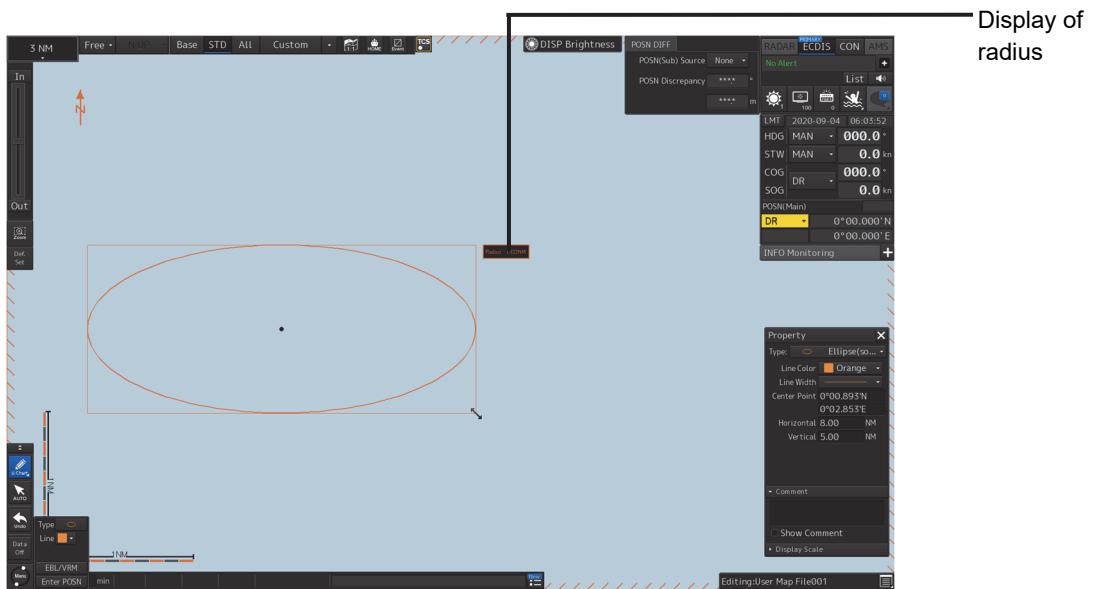 Display of
radius
3 NM
Free
Base STD All Custom
1:1
HOME
Event
TCS
DISP Brightness
POSN DIFF
POSN(Sub) Source None
POSN Discrepancy ****.* °
****.* m
RADAR
PRIMARY
ECDIS
CON
AMS
No Alert
List
1
100
0
LMT 2020-09-04 06:03:52
HDG MAN 000.0 °
STW MAN 0.0 kn
COG 000.0 °
DR
SOG 0.0 kn
POSN(Main)
DR 0°00.000'N
0°00.000'E
INFO Monitoring
In
Out
Zoom
Def.
Set
N
Property
Type: Ellipse(so...
Line Color Orange
Line Width
Center Point 0°00.893'N
0°02.853'E
Horizontal 8.00 NM
Vertical 5.00 NM
Comment
Show Comment
Display Scale
AUTO
Undo
Data
Off
Menu
1NM
Type
Line
1NM
EBL/VRM
Enter POSN min
Editing:User Map File001